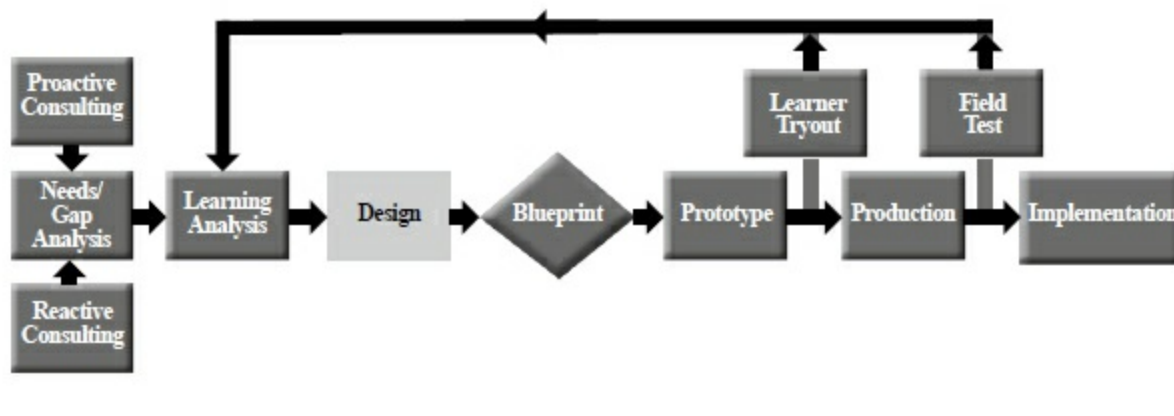 Proactive
Consulting
Learner
Tryout
Field
Test
Needs/
Gap
Analysis
Learning
Analysis
Design
Blueprint
Prototype
Production
Implementation
Reactive
Consulting